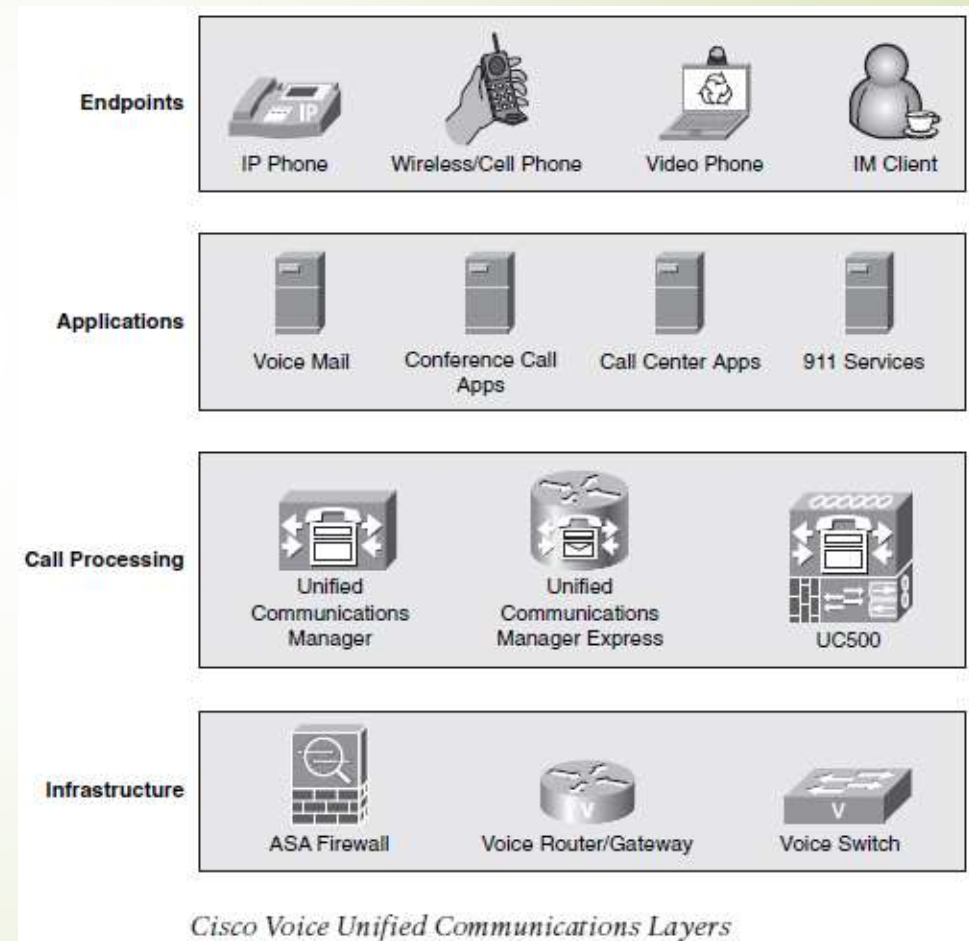 Endpoints
IP
IP Phone
Wireless/Cell Phone
Video Phone
IM Client
Applications
Voice Mail
Conference Call
Apps
Call Center Apps
911 Services
Call Processing
Unified
Communications
Manager
Unified
Communications
Manager Express
UC500
Infrastructure
ASA Firewall
V
Voice Router/Gateway
V
Voice Switch
Cisco Voice Unified Communications Layers